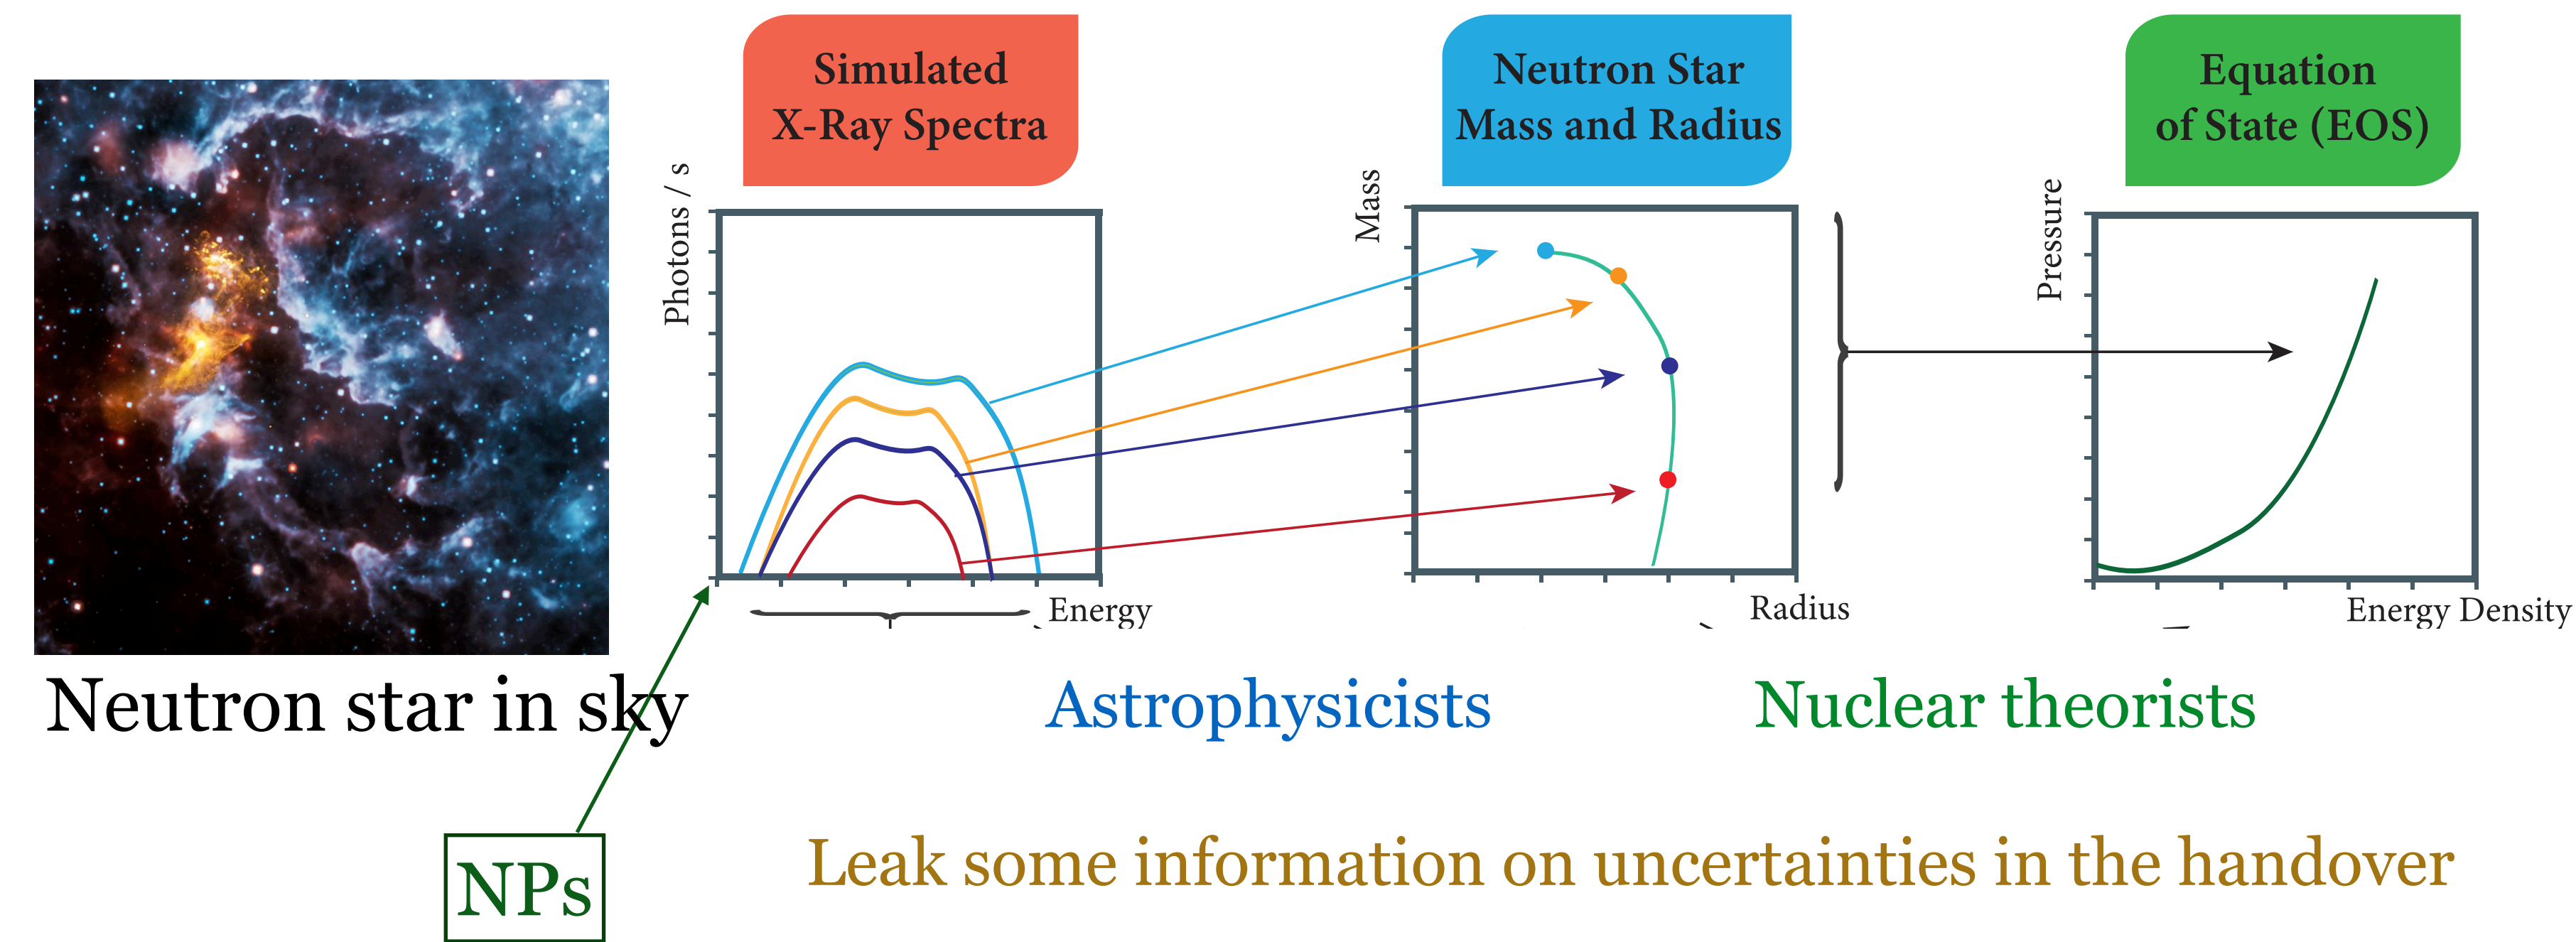 Simulated
X-Ray Spectra
Neutron Star
Mass and Radius
Equation
of State (EOS)
Photons / s
Mass
Pressure
Energy
Radius
Energy Density
Neutron star in sky
Astrophysicists
Nuclear theorists
NPs
Leak some information on uncertainties in the handover